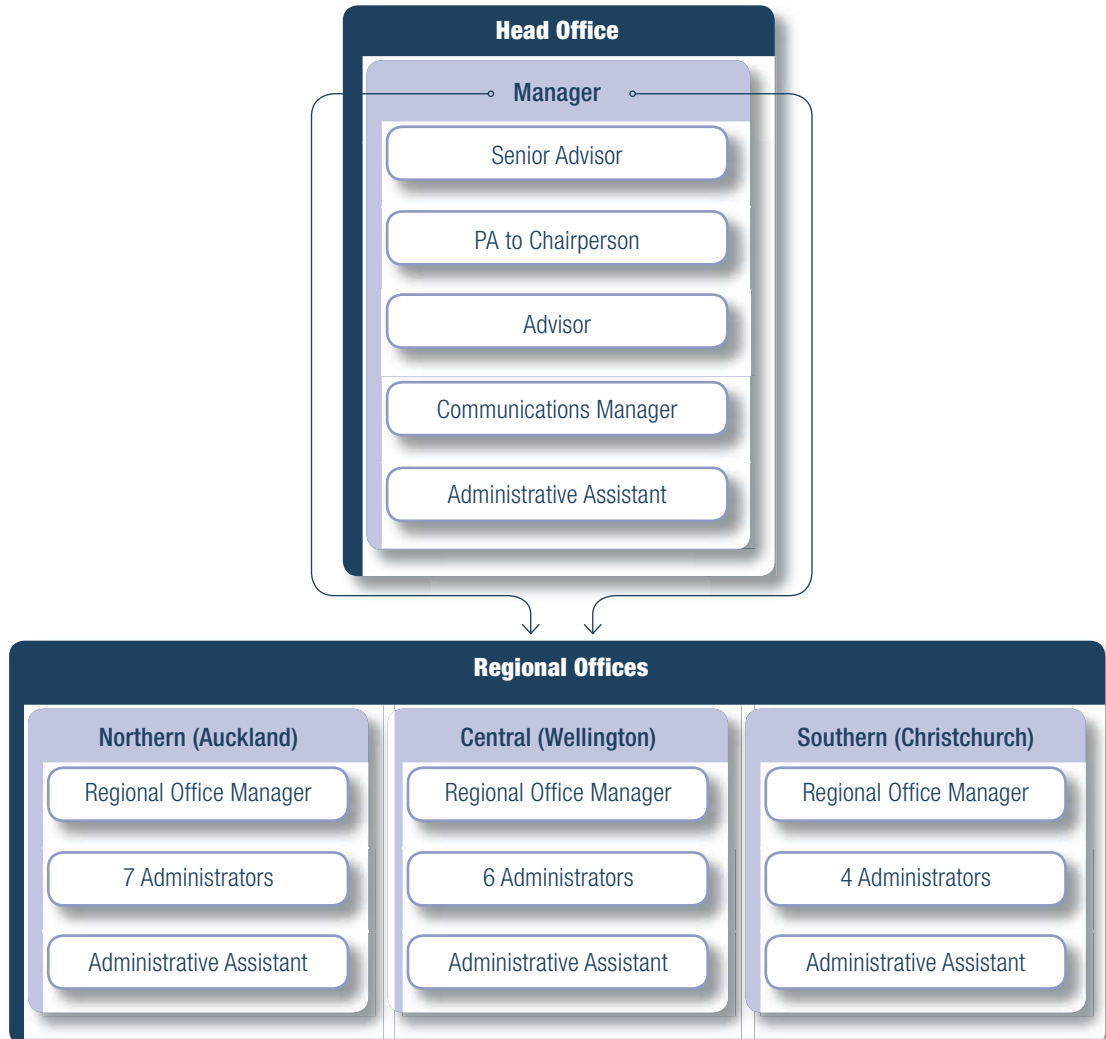 Head Office
Manager
Senior Advisor
PA to Chairperson
Advisor
Communications Manager
Administrative Assistant
Regional Offices
Northern (Auckland)
Regional Office Manager
7 Administrators
Administrative Assistant
Central (Wellington)
Regional Office Manager
6 Administrators
Administrative Assistant
Southern (Christchurch)
Regional Office Manager
4 Administrators
Administrative Assistant